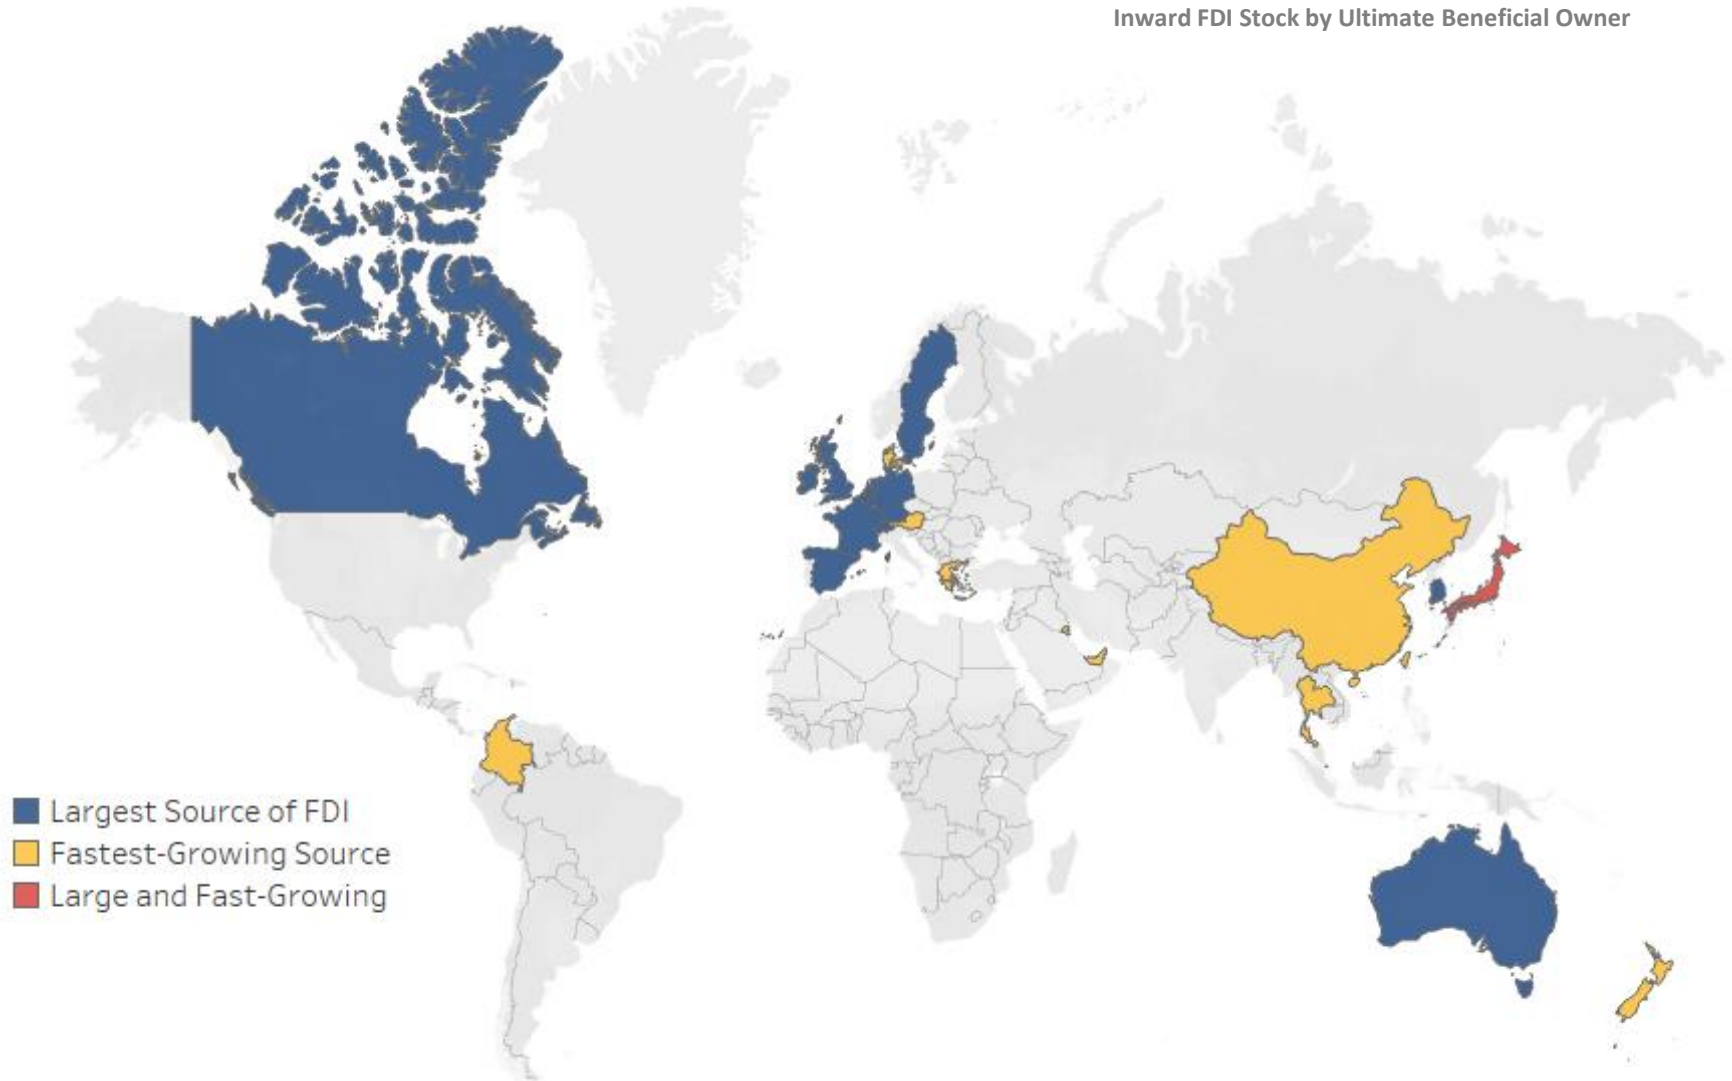 Inward FDI Stock by Ultimate Beneficial Owner
Largest Source of FDI
Fastest-Growing Source
Large and Fast-Growing